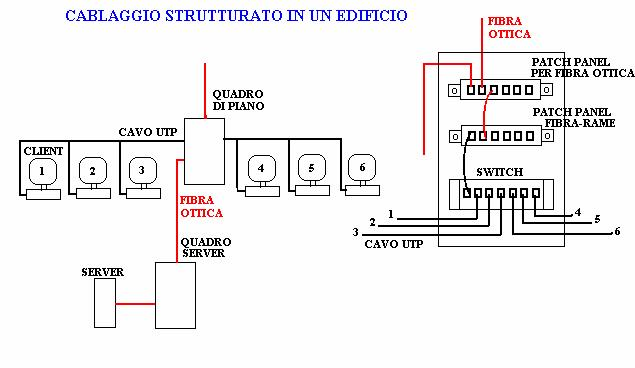 CABLAGGIO STRUTTURATO IN UN EDIFICIO
QUADRO
DI PIANO
CAVO UTP
CLIENT
1
2
3
4
5
6
FIBRA
OTTICA
QUADRO
SERVER
SERVER
FIBRA
OTTICA
PATCH PANEL
PER FIBRA OTTICA
PATCH PANEL
FIBRA-RAME
SWITCH
1
2
3
CAVO UTP
4
5
6